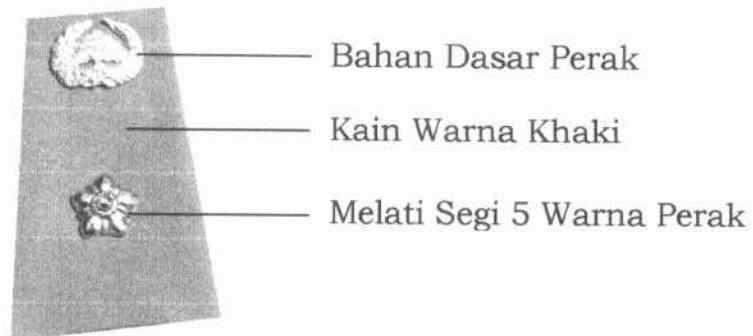 Bahan Dasar Perak
Kain Warna Khaki
Melati Segi 5 Warna Perak